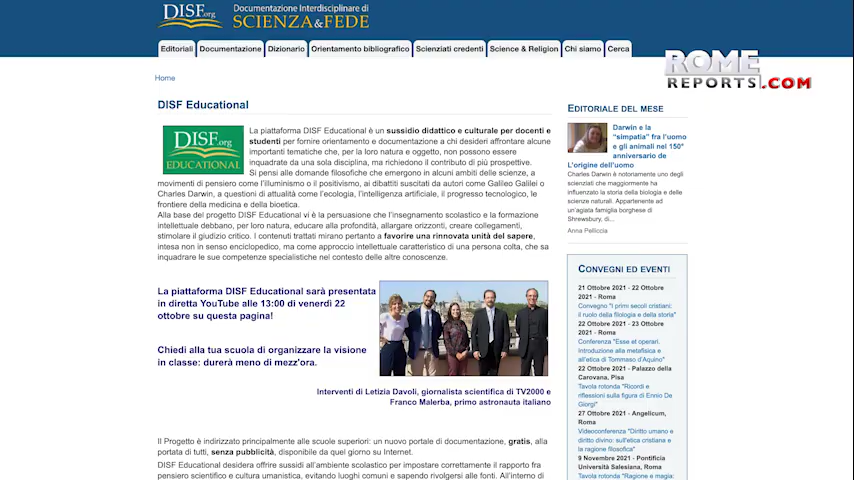 DISF.org
Documentazione Interdisciplinare di
SCIENZA&FEDE
Editoriali
Documentazione
Dizionario
Orientamento bibliografico
Scienziati credenti
Science & Religion
Chi siamo
Cerca
ROME
REPORTS.COM
Home
DISF Educational
DISF.org
EDUCATIONAL
La piattaforma DISF Educational è un sussidio didattico e culturale per docenti e
studenti per fornire orientamento e documentazione a chi desideri affrontare alcune
importanti tematiche che, per la loro natura e oggetto, non possono essere
inquadrate da una sola disciplina, ma richiedono il contributo di più prospettive.
Si pensi alle domande filosofiche che emergono in alcuni ambiti delle scienze, a
movimenti di pensiero come l'illuminismo o il positivismo, ai dibattiti suscitati da autori come Galileo Galilei o
Charles Darwin, a questioni di attualità come l'ecologia, l'intelligenza artificiale, il progresso tecnologico, le
frontiere della medicina e della bioetica.
Alla base del progetto DISF Educational vi è la persuasione che l'insegnamento scolastico e la formazione
intellettuale debbano, per loro natura, educare alla profondità, allargare orizzonti, creare collegamenti,
stimolare il giudizio critico. I contenuti trattati mirano pertanto a favorire una rinnovata unità del sapere,
intesa non in senso enciclopedico, ma come approccio intellettuale caratteristico di una persona colta, che sa
inquadrare le sue competenze specialistiche nel contesto delle altre conoscenze.
La piattaforma DISF Educational sarà presentata
in diretta YouTube alle 13:00 di venerdì 22
ottobre su questa pagina!
Chiedi alla tua scuola di organizzare la visione
in classe: durerà meno di mezz'ora.
Interventi di Letizia Davoli, giornalista scientifica di TV2000 e
Franco Malerba, primo astronauta italiano
Il Progetto è indirizzato principalmente alle scuole superiori: un nuovo portale di documentazione, gratis, alla
portata di tutti, senza pubblicità, disponibile da quel giorno su Internet.
DISF Educational desidera offrire sussidi all'ambiente scolastico per impostare correttamente il rapporto fra
pensiero scientifico e cultura umanistica, evitando luoghi comuni e sapendo rivolgersi alle fonti. All'interno di
EDITORIALE DEL MESE
Darwin e la
"simpatia" fra l'uomo
e gli animali nel 150°
anniversario de
L'origine dell'uomo
Charles Darwin è notoriamente uno degli
scienziati che maggiormente ha
influenzato la storia della biologia e delle
scienze naturali. Appartenente ad
un'agiata famiglia borghese di
Shrewsbury, di...
Anna Pelliccia
CONVEGNI ED EVENTI
21 Ottobre 2021 - 22 Ottobre
2021 - Roma
Convegno "I primi secoli cristiani:
il ruolo della filologia e della storia"
22 Ottobre 2021 - 23 Ottobre
2021 - Roma
Conferenza "Esse et operari.
Introduzione alla metafisica e
all'etica di Tommaso d'Aquino"
22 Ottobre 2021 - Palazzo della
Carovana, Pisa
Tavola rotonda "Ricordi e
riflessioni sulla figura di Ennio De
Giorgi"
27 Ottobre 2021 - Angelicum,
Roma
Videoconferenza "Diritto umano e
diritto divino: sull'etica cristiana e
la ragione filosofica"
9 Novembre 2021 - Pontificia
Università Salesiana, Roma
Tavola rotonda "Ragione e magia: